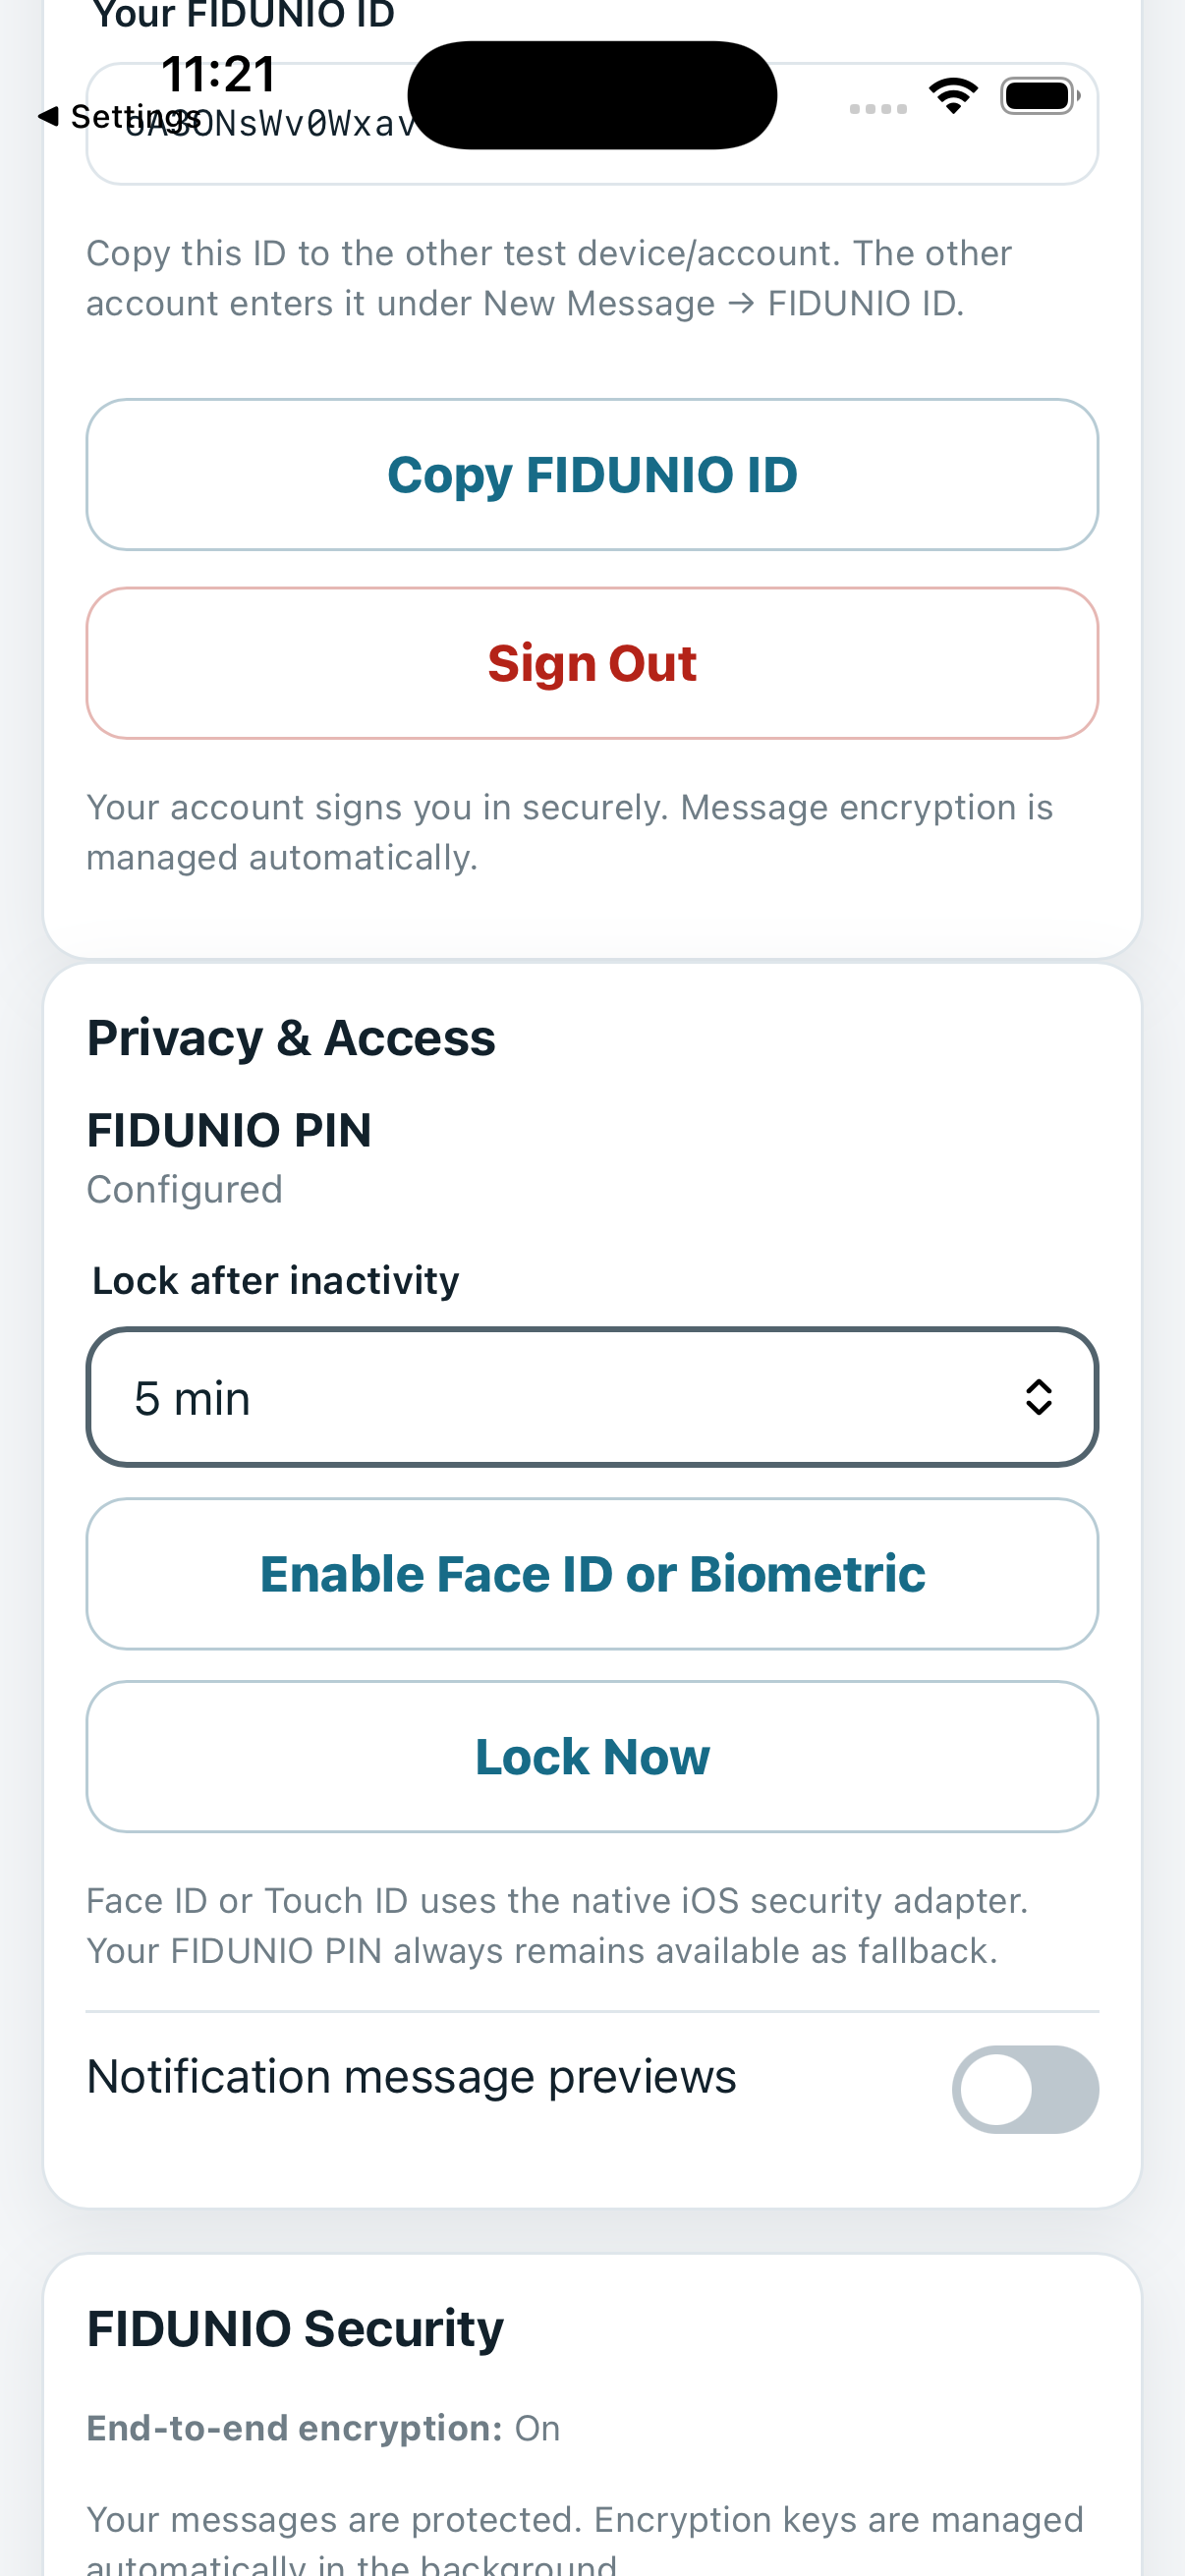 Your FIDUNIO ID
11:21
Settings
Copy this ID to the other test device/account. The other
account enters it under New Message → FIDUNIO ID.
Copy FIDUNIO ID
Sign Out
Your account signs you in securely. Message encryption is
managed automatically.
Privacy & Access
FIDUNIO PIN
Configured
Lock after inactivity
5 min
Enable Face ID or Biometric
Lock Now
Face ID or Touch ID uses the native iOS security adapter.
Your FIDUNIO PIN always remains available as fallback.
Notification message previews
FIDUNIO Security
End-to-end encryption: On
Your messages are protected. Encryption keys are managed
automatically in the background.